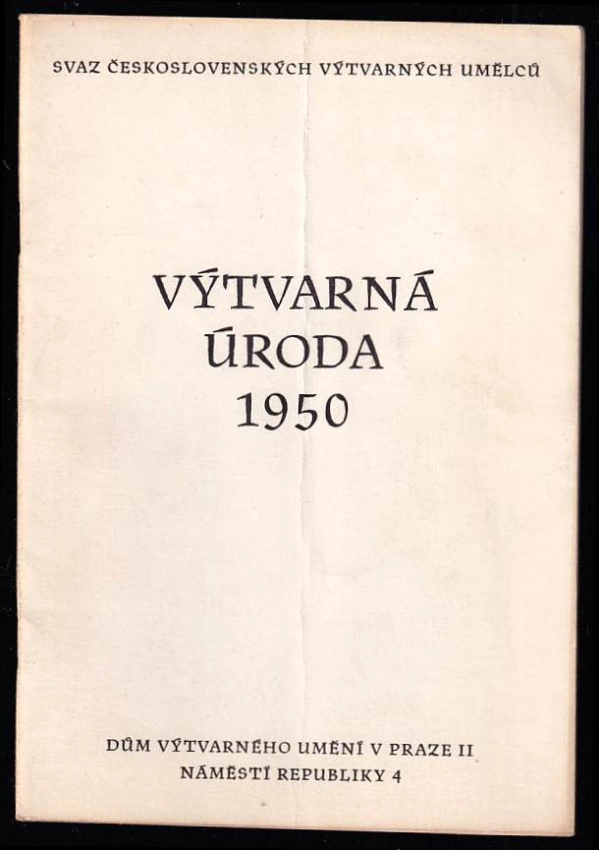 SVAZ ČESKOSLOVENSKÝCH VÝTVARNÝCH UMĚLCŮ
VÝTVARNÁ
ÚRODA
1950
DŮM VÝTVARNÉHO UMĚNÍ V PRAZE II
NÁMĚSTÍ REPUBLIKY 4